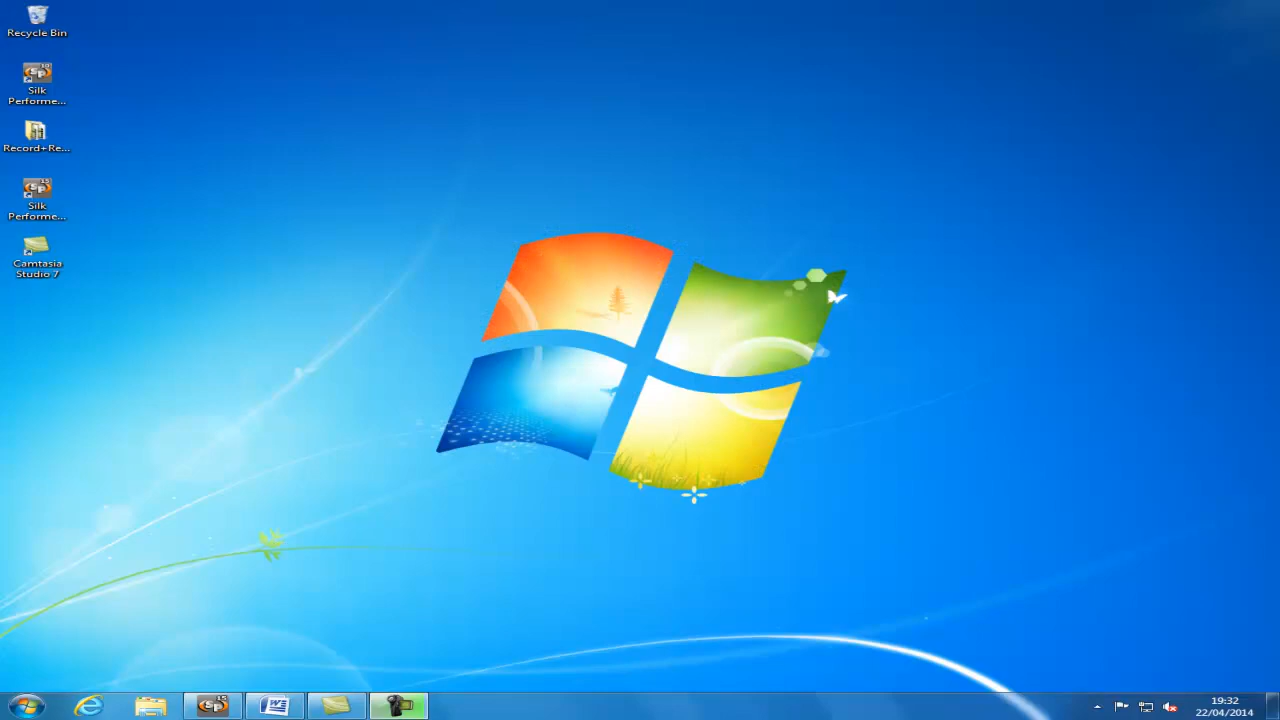 Recycle Bin
Silk
Performe...
Record+Re...
Silk
Performe...
Camtasia
Studio 7
19:32
22/04/2014